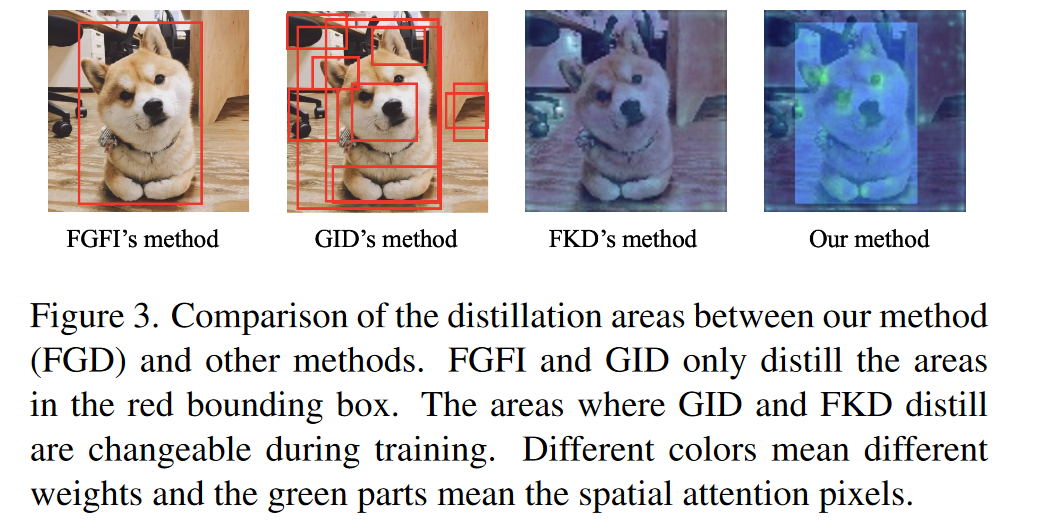 FGFI’s method GID’s method FKD’s method Our method
Figure 3. Comparison of the distillation areas between our method
(FGD) and other methods. FGFI and GID only distill the areas
in the red bounding box. The areas where GID and FKD distill
are changeable during training. Different colors mean different
weights and the green parts mean the spatial attention pixels.